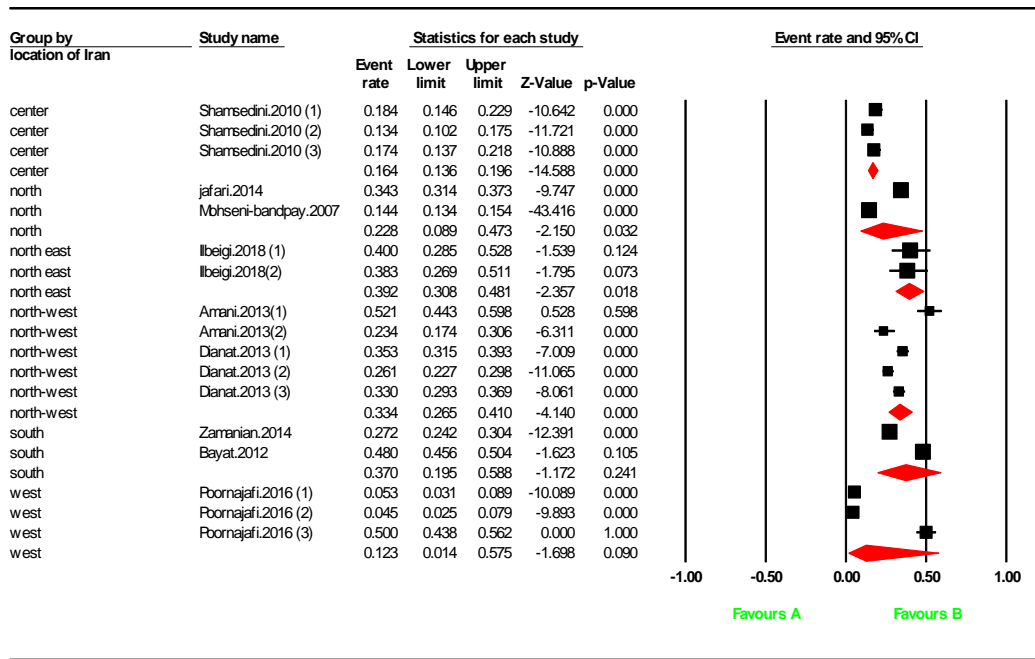 Group by Study name Statistics for each study Event rate and 95% CI
location of Iran
Event Lower Upper
rate limit limit Z-Value p-Value
center Shamsedini.2010 (1) 0.184 0.146 0.229 -10.642 0.000
center Shamsedini.2010 (2) 0.134 0.102 0.175 -11.721 0.000
center Shamsedini.2010 (3) 0.174 0.137 0.218 -10.888 0.000
center 0.164 0.136 0.196 -14.588 0.000
north jafari.2014 0.343 0.314 0.373 -9.747 0.000
north Mohseni-bandpay.2007 0.144 0.134 0.154 -43.416 0.000
north 0.228 0.089 0.473 -2.150 0.032
north east Ilbeigi.2018 (1) 0.400 0.285 0.528 -1.539 0.124
north east Ilbeigi.2018(2) 0.383 0.269 0.511 -1.795 0.073
north east 0.392 0.308 0.481 -2.357 0.018
north-west Amani.2013(1) 0.521 0.443 0.598 0.528 0.598
north-west Amani.2013(2) 0.234 0.174 0.306 -6.311 0.000
north-west Dianat.2013 (1) 0.353 0.315 0.393 -7.009 0.000
north-west Dianat.2013 (2) 0.261 0.227 0.298 -11.065 0.000
north-west Dianat.2013 (3) 0.330 0.293 0.369 -8.061 0.000
north-west 0.334 0.265 0.410 -4.140 0.000
south Zamanian.2014 0.272 0.242 0.304 -12.391 0.000
south Bayat.2012 0.480 0.456 0.504 -1.623 0.105
south 0.370 0.195 0.588 -1.172 0.241
west Poornajafi.2016 (1) 0.053 0.031 0.089 -10.089 0.000
west Poornajafi.2016 (2) 0.045 0.025 0.079 -9.893 0.000
west Poornajafi.2016 (3) 0.500 0.438 0.562 0.000 1.000
west 0.123 0.014 0.575 -1.698 0.090
-1.00 -0.50 0.00 0.50 1.00
Favours A Favours B